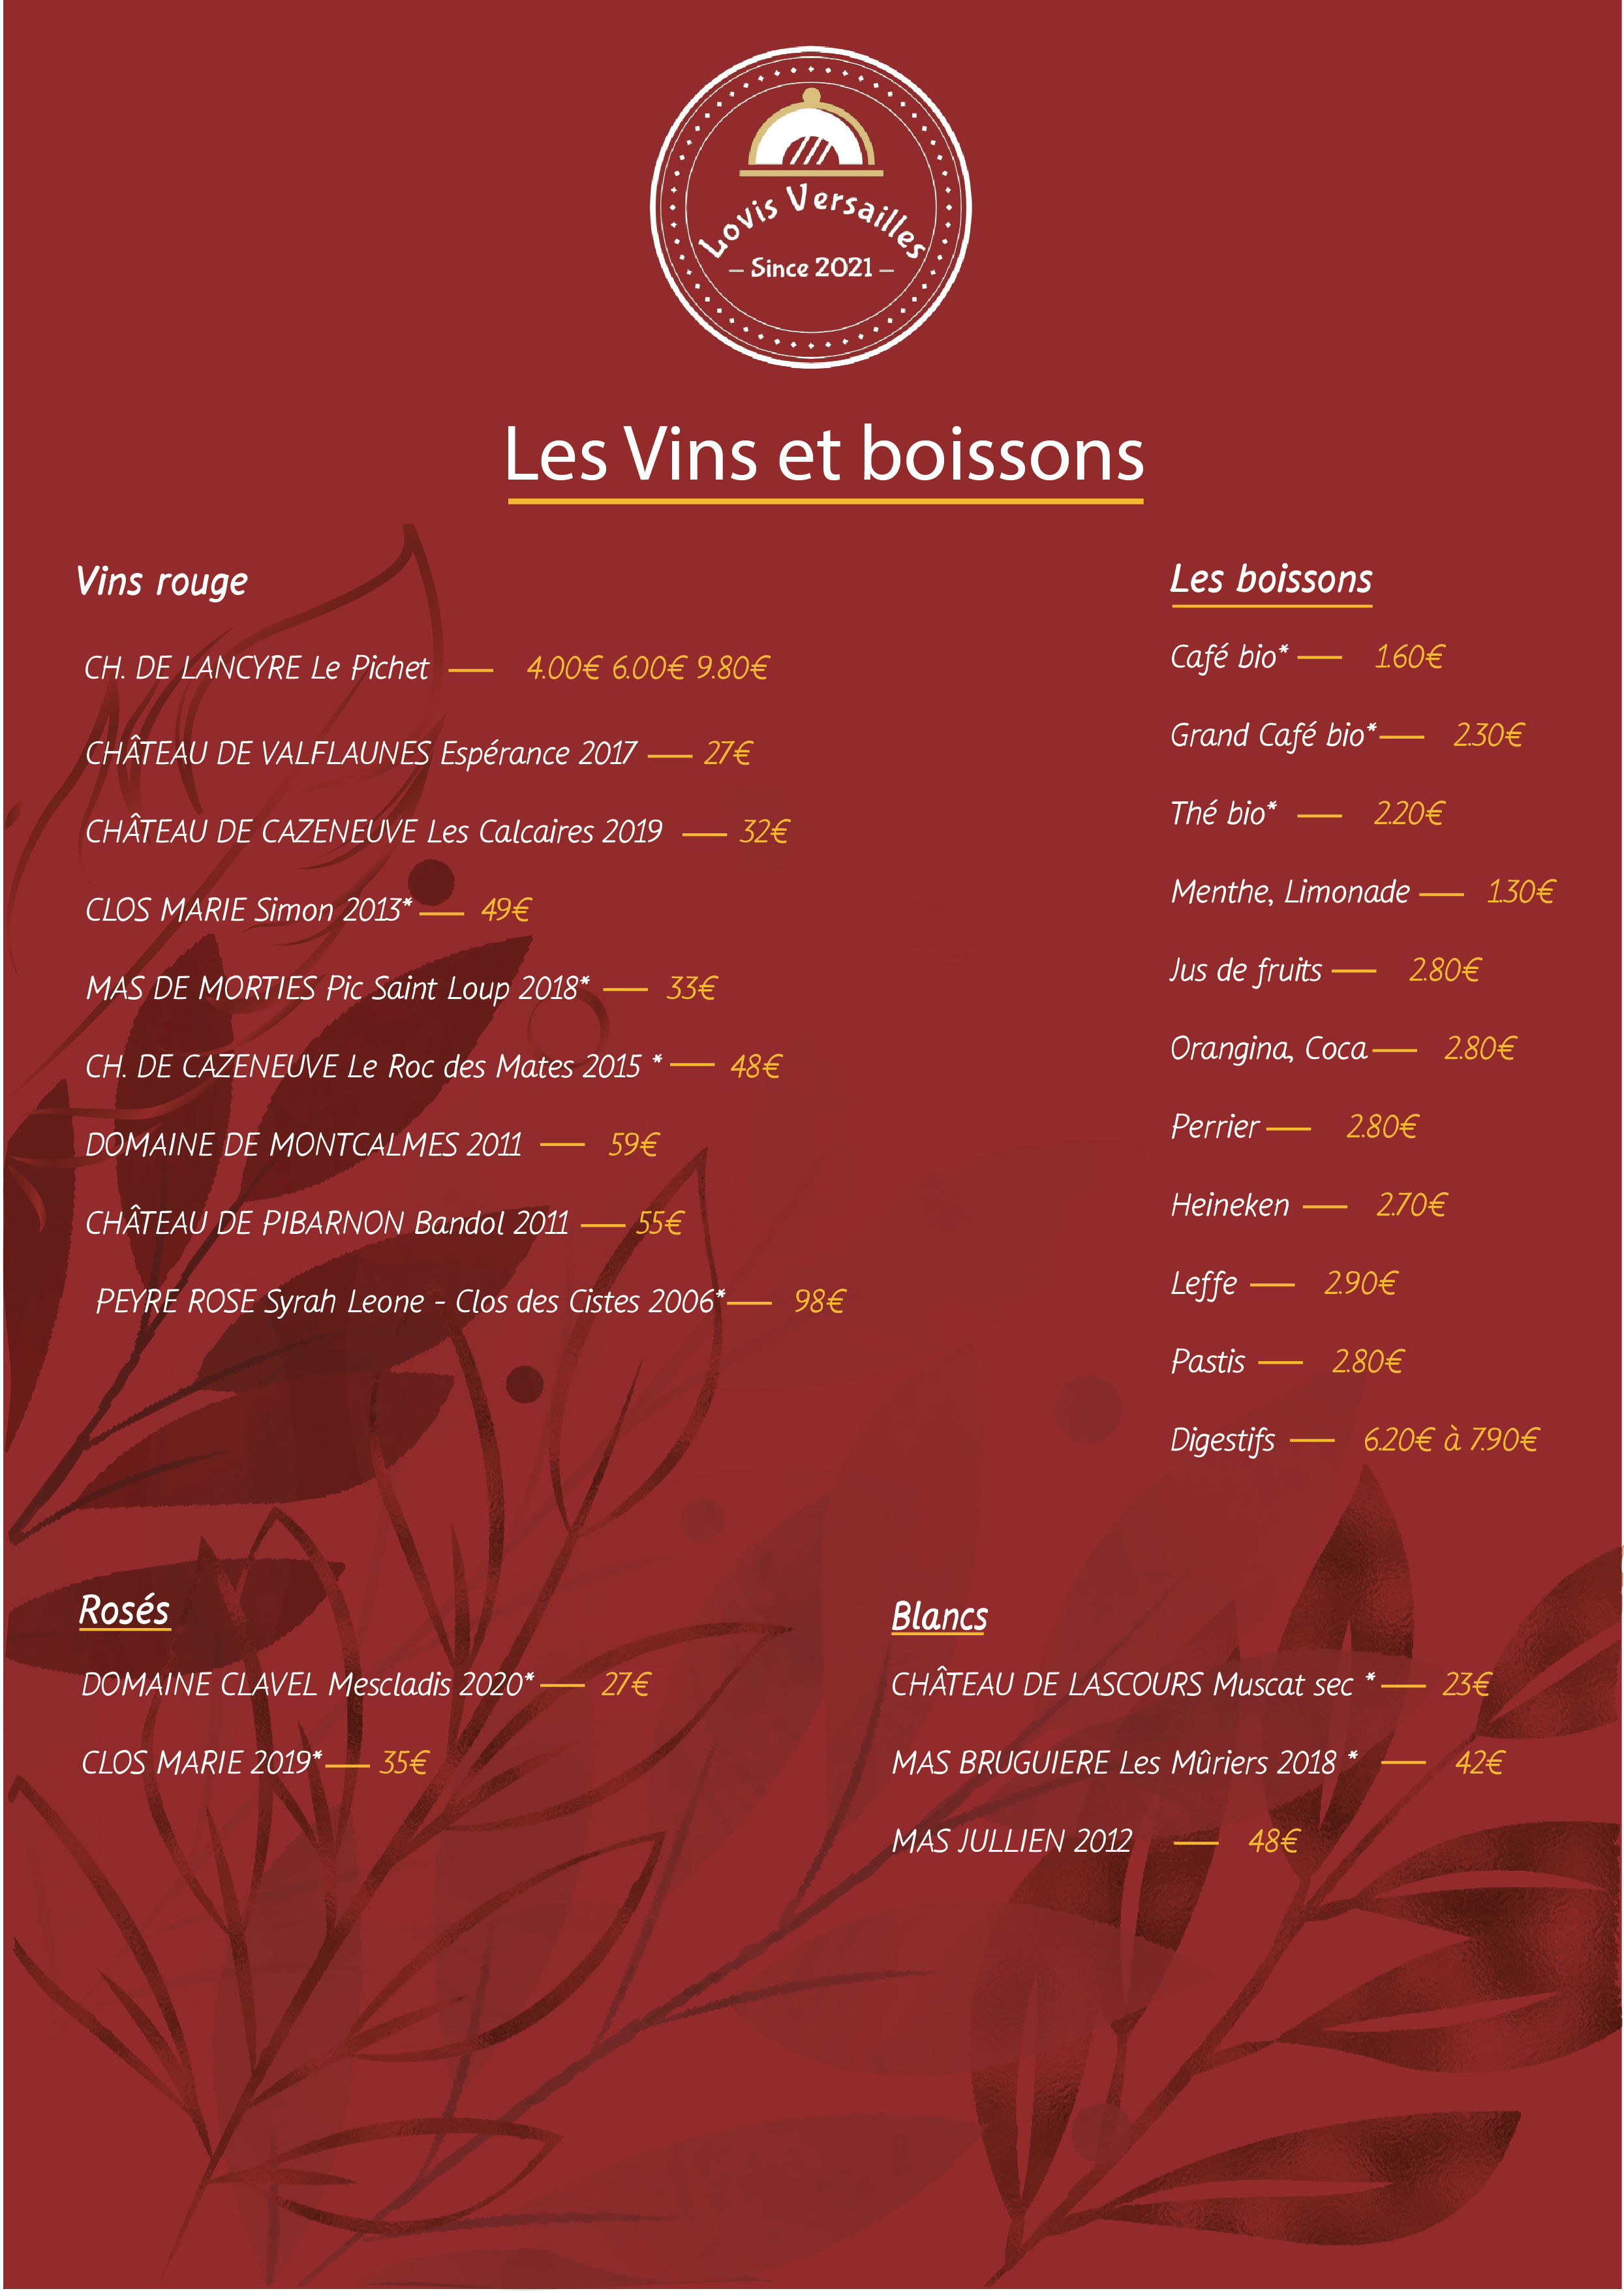 Lovis Versailles
– Since 2021 –
Les Vins et boissons
Vins rouge
CH. DE LANCYRE Le Pichet — 4.00€ 6.00€ 9.80€
CHÂTEAU DE VALFLAUNES Espérance 2017 — 27€
CHÂTEAU DE CAZENEUVE Les Calcaires 2019 — 32€
CLOS MARIE Simon 2013* — 49€
MAS DE MORTIES Pic Saint Loup 2018* — 33€
CH. DE CAZENEUVE Le Roc des Mates 2015 * — 48€
DOMAINE DE MONTCALMES 2011 — 59€
CHÂTEAU DE PIBARNON Bandol 2011 — 55€
PEYRE ROSE Syrah Leone - Clos des Cistes 2006* — 98€
Les boissons
Café bio* — 1.60€
Grand Café bio* — 2.30€
Thé bio* — 2.20€
Menthe, Limonade — 1.30€
Jus de fruits — 2.80€
Orangina, Coca — 2.80€
Perrier — 2.80€
Heineken — 2.70€
Leffe — 2.90€
Pastis — 2.80€
Digestifs — 6.20€ à 7.90€
Rosés
DOMAINE CLAVEL Mescladis 2020* — 27€
CLOS MARIE 2019* — 35€
Blancs
CHÂTEAU DE LASCOURS Muscat sec * — 23€
MAS BRUGUIERE Les Mûriers 2018 * — 42€
MAS JULLIEN 2012 — 48€